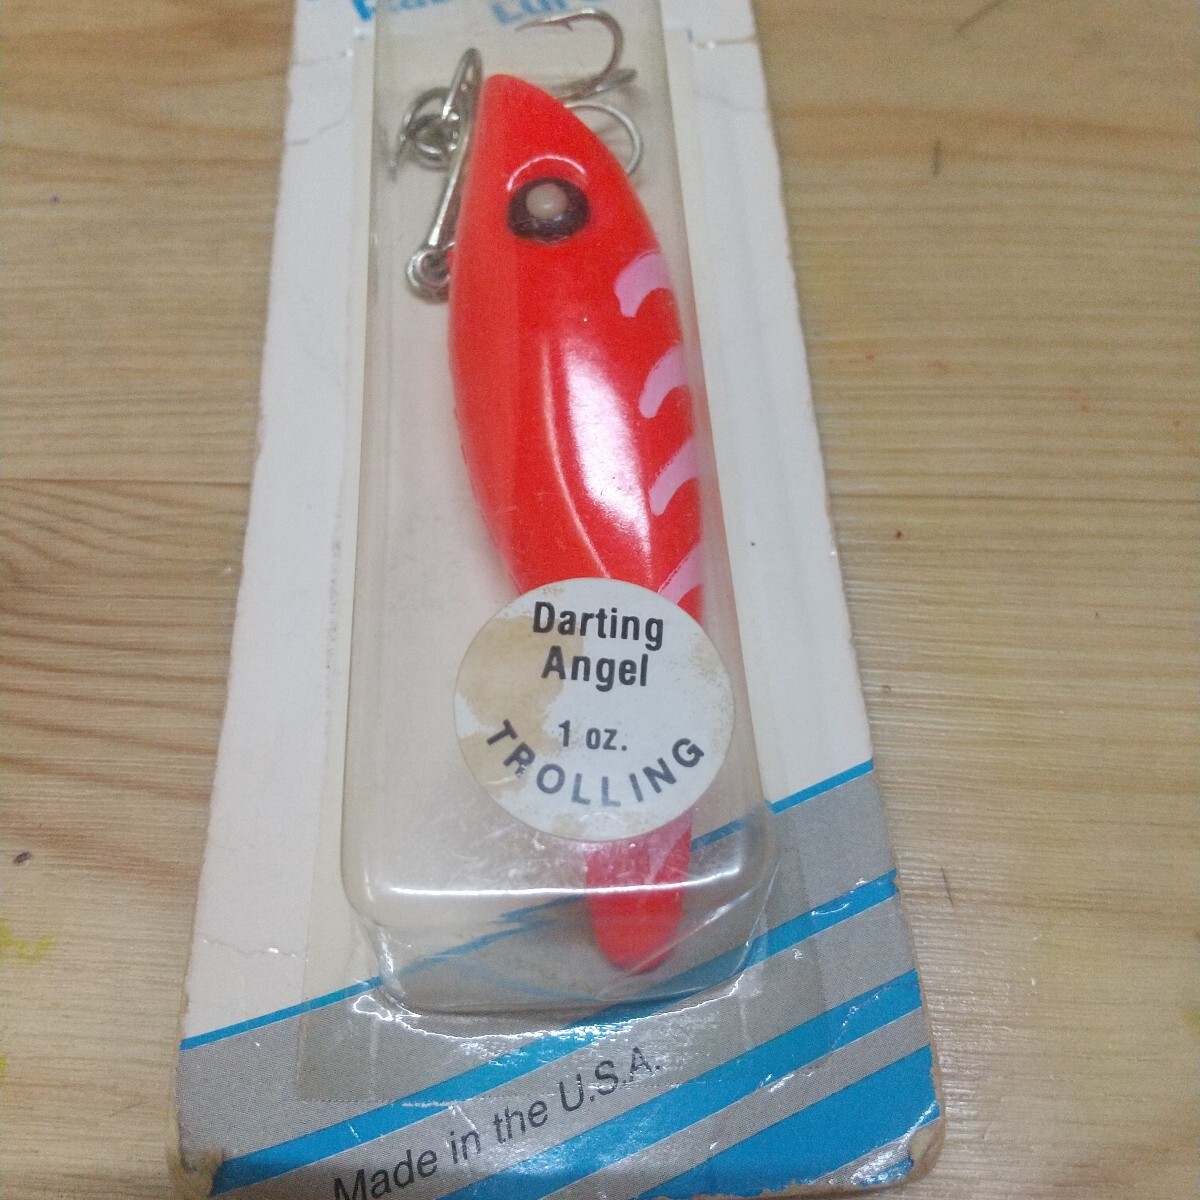 Darting
Angel
1 oz.
TROLLING
Made in the U.S.A.